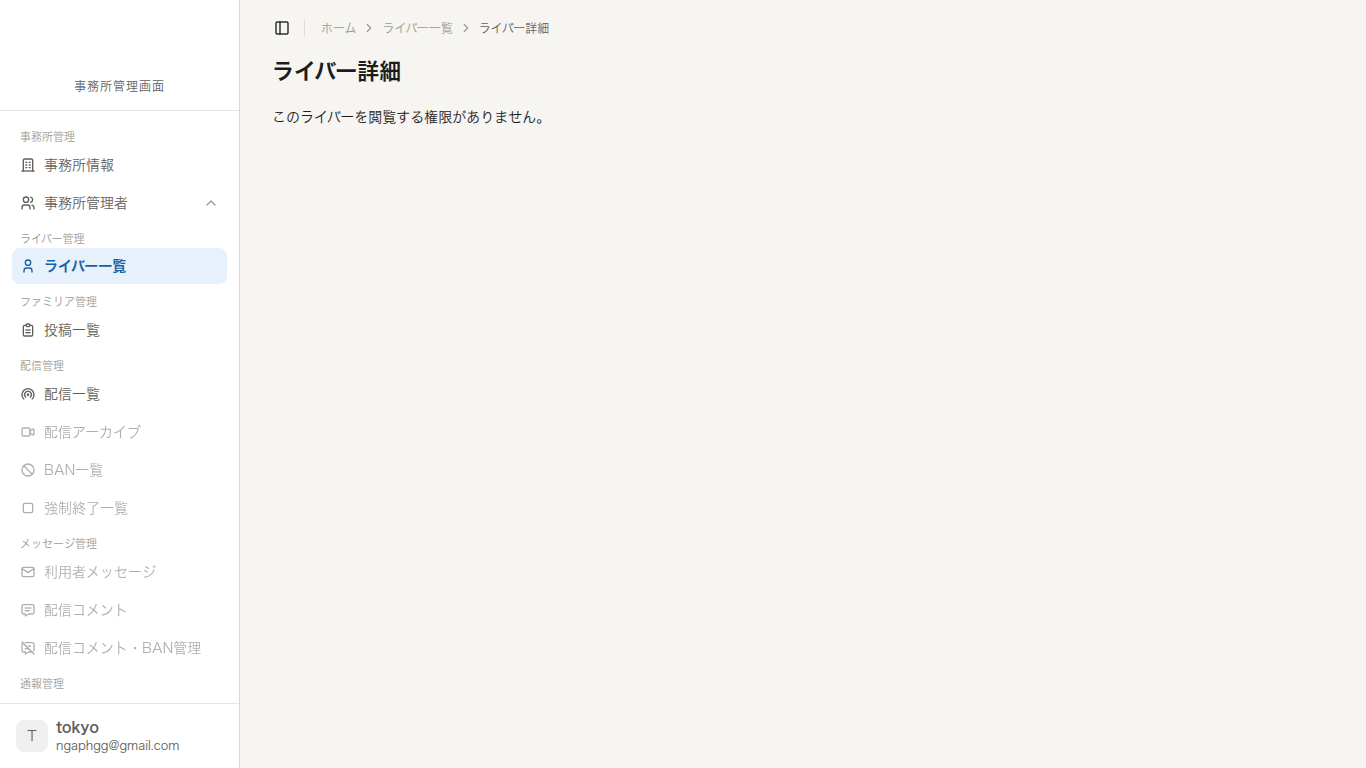 事務所管理画面
事務所管理
事務所情報
事務所管理者
ライバー管理
ライバー一覧
ファミリア管理
投稿一覧
配信管理
配信一覧
配信アーカイブ
BAN一覧
強制終了一覧
メッセージ管理
利用者メッセージ
配信コメント
配信コメント・BAN管理
通報管理
T
tokyo
ngaphgg@gmail.com
ホーム > ライバー一覧 > ライバー詳細
ライバー詳細
このライバーを閲覧する権限がありません。